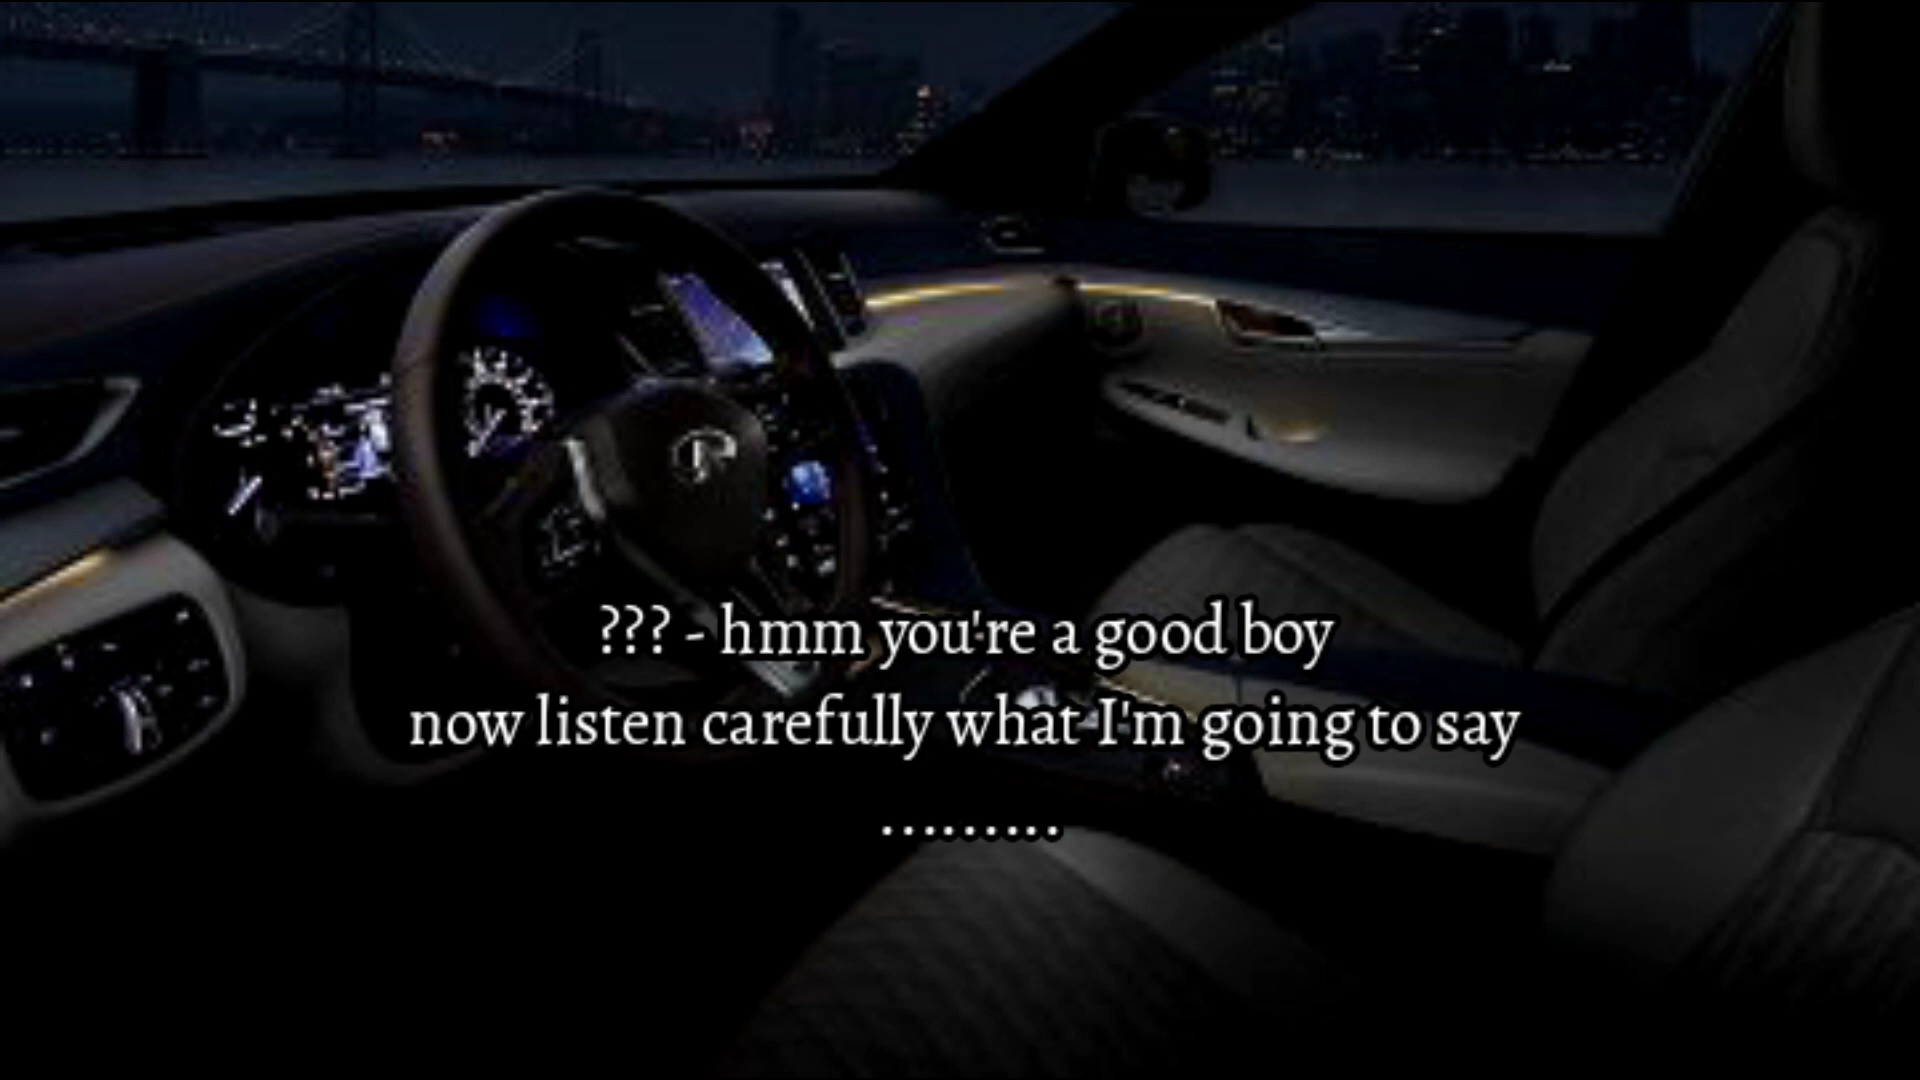 ??? - hmm you're a good boy
now listen carefully what I'm going to say
.........